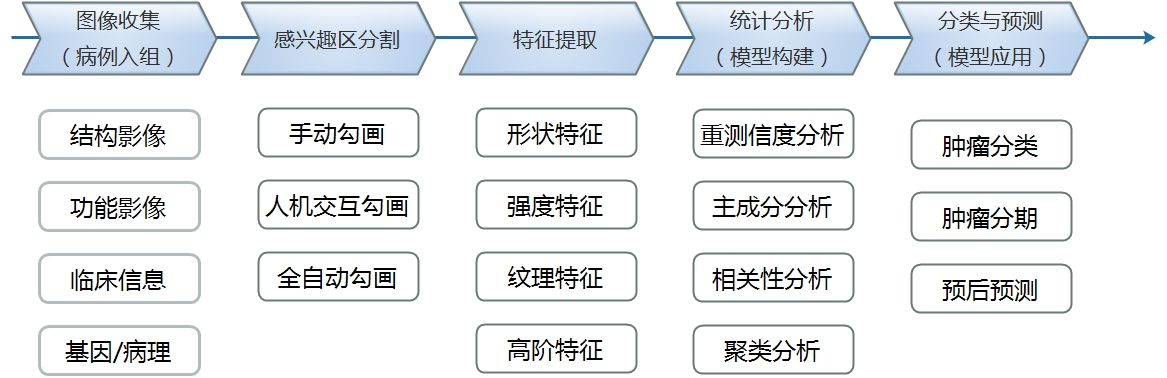 图像收集
（病例入组）
感兴趣区分割
特征提取
统计分析
（模型构建）
分类与预测
（模型应用）
结构影像
功能影像
临床信息
基因/病理
手动勾画
人机交互勾画
全自动勾画
形状特征
强度特征
纹理特征
高阶特征
重测信度分析
主成分分析
相关性分析
聚类分析
肿瘤分类
肿瘤分期
预后预测